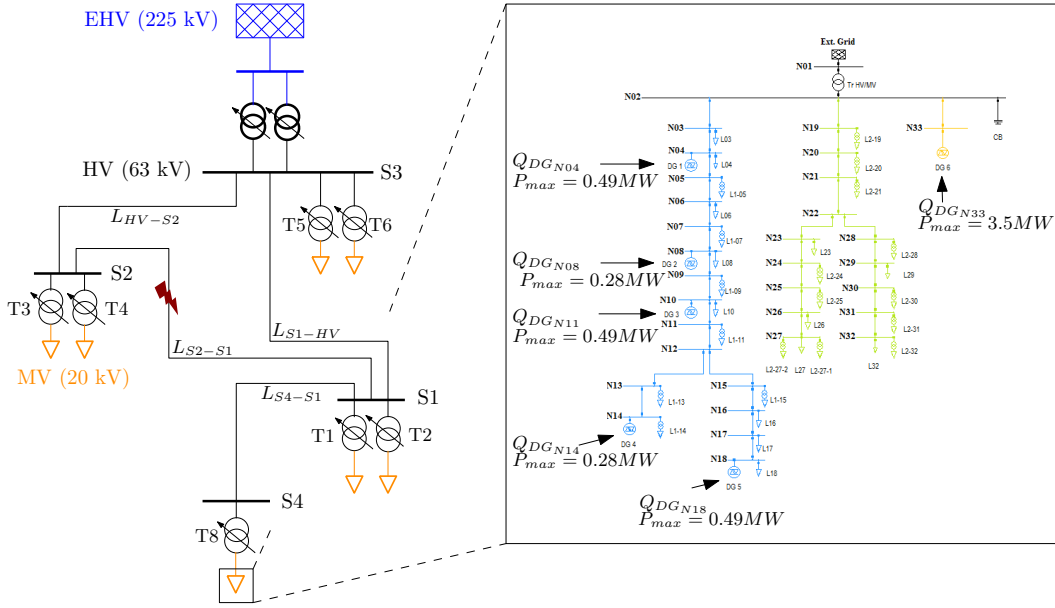 EHV (225 kV)
HV (63 kV)
S3
L_{HV-S2}
T5
T6
S2
T3
T4
L_{S1-HV}
L_{S2-S1}
MV (20 kV)
L_{S4-S1}
S1
T1
T2
S4
T8
Ext. Grid
N01
Tr HV/MV
N02
CB
N03
L03
N04
DG 1
L04
N05
L1-05
N06
L06
N07
L1-07
N08
DG 2
L08
N09
L1-09
N10
DG 3
L10
N11
L1-11
N12
N13
L1-13
N14
DG 4
L1-14
N15
L1-15
N16
L16
N17
L17
N18
DG 5
L18
N19
L2-19
N20
L2-20
N21
L2-21
N22
N23
L23
N24
L2-24
N25
L2-25
N26
L26
N27
L2-27-2
L27
L2-27-1
N28
L2-28
N29
L29
N30
L2-30
N31
L2-31
N32
L32
L2-32
N33
DG 6
Q_{DG_{N04}}
P_{max} = 0.49MW
Q_{DG_{N08}}
P_{max} = 0.28MW
Q_{DG_{N11}}
P_{max} = 0.49MW
Q_{DG_{N14}}
P_{max} = 0.28MW
Q_{DG_{N18}}
P_{max} = 0.49MW
Q_{DG_{N33}}
P_{max} = 3.5MW